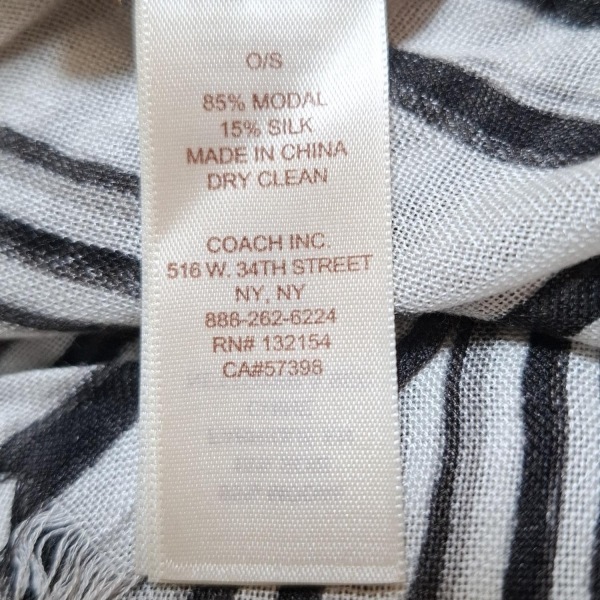 O/S
85% MODAL
15% SILK
MADE IN CHINA
DRY CLEAN
COACH INC.
516 W. 34TH STREET
NY, NY
888-262-6224
RN# 132154
CA#57398